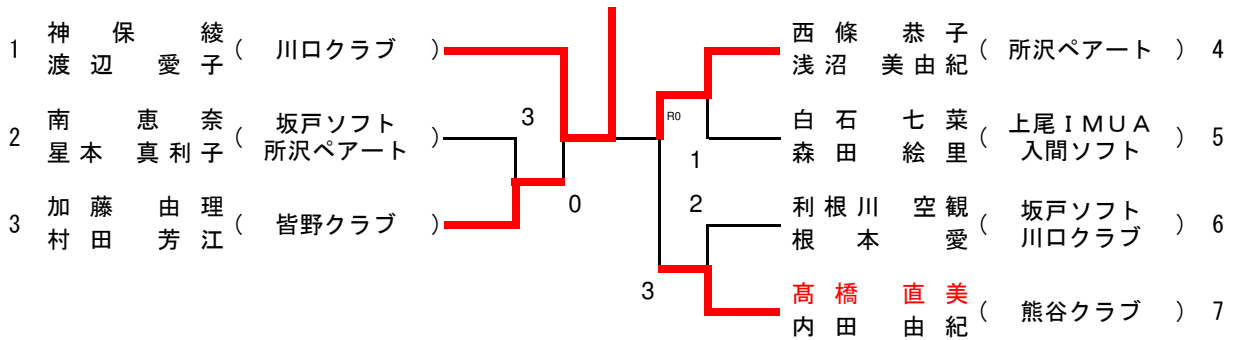 1 神保 綾 ( 川口クラブ )
渡辺 愛子
2 南 恵奈 ( 坂戸ソフト )
星本 真利子 所沢ペアート
3 加藤 由理 ( 皆野クラブ )
村田 芳江
3
0
R0
1
2
3
西條 恭子 ( 所沢ペアート ) 4
浅沼 美由紀
白石 七菜 ( 上尾ＩＭＵＡ ) 5
森田 絵里 入間ソフト
利根川 空観 ( 坂戸ソフト ) 6
根本 愛 川口クラブ
髙橋 直美 ( 熊谷クラブ ) 7
内田 由紀